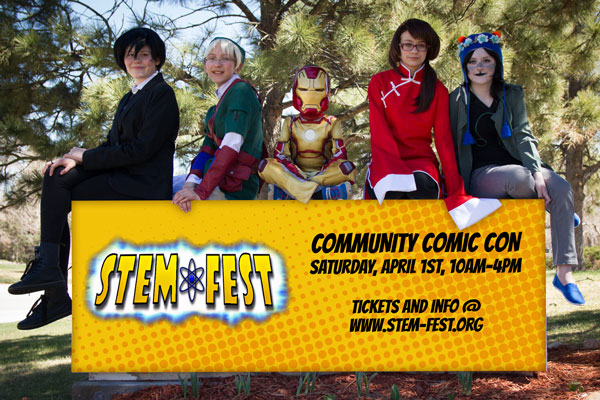 STEM FEST
COMMUNITY COMIC CON
SATURDAY, APRIL 1ST, 10AM-4PM
TICKETS AND INFO @
WWW.STEM-FEST.ORG